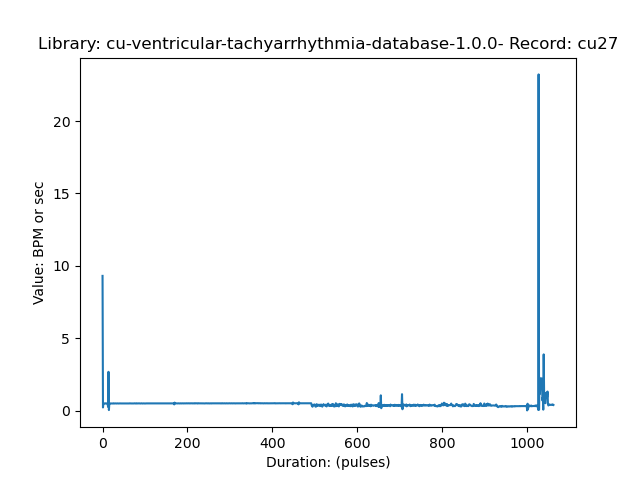 Library: cu-ventricular-tachyarrhythmia-database-1.0.0- Record: cu27
20
15
10
5
0
Value: BPM or sec
0 200 400 600 800 1000
Duration: (pulses)